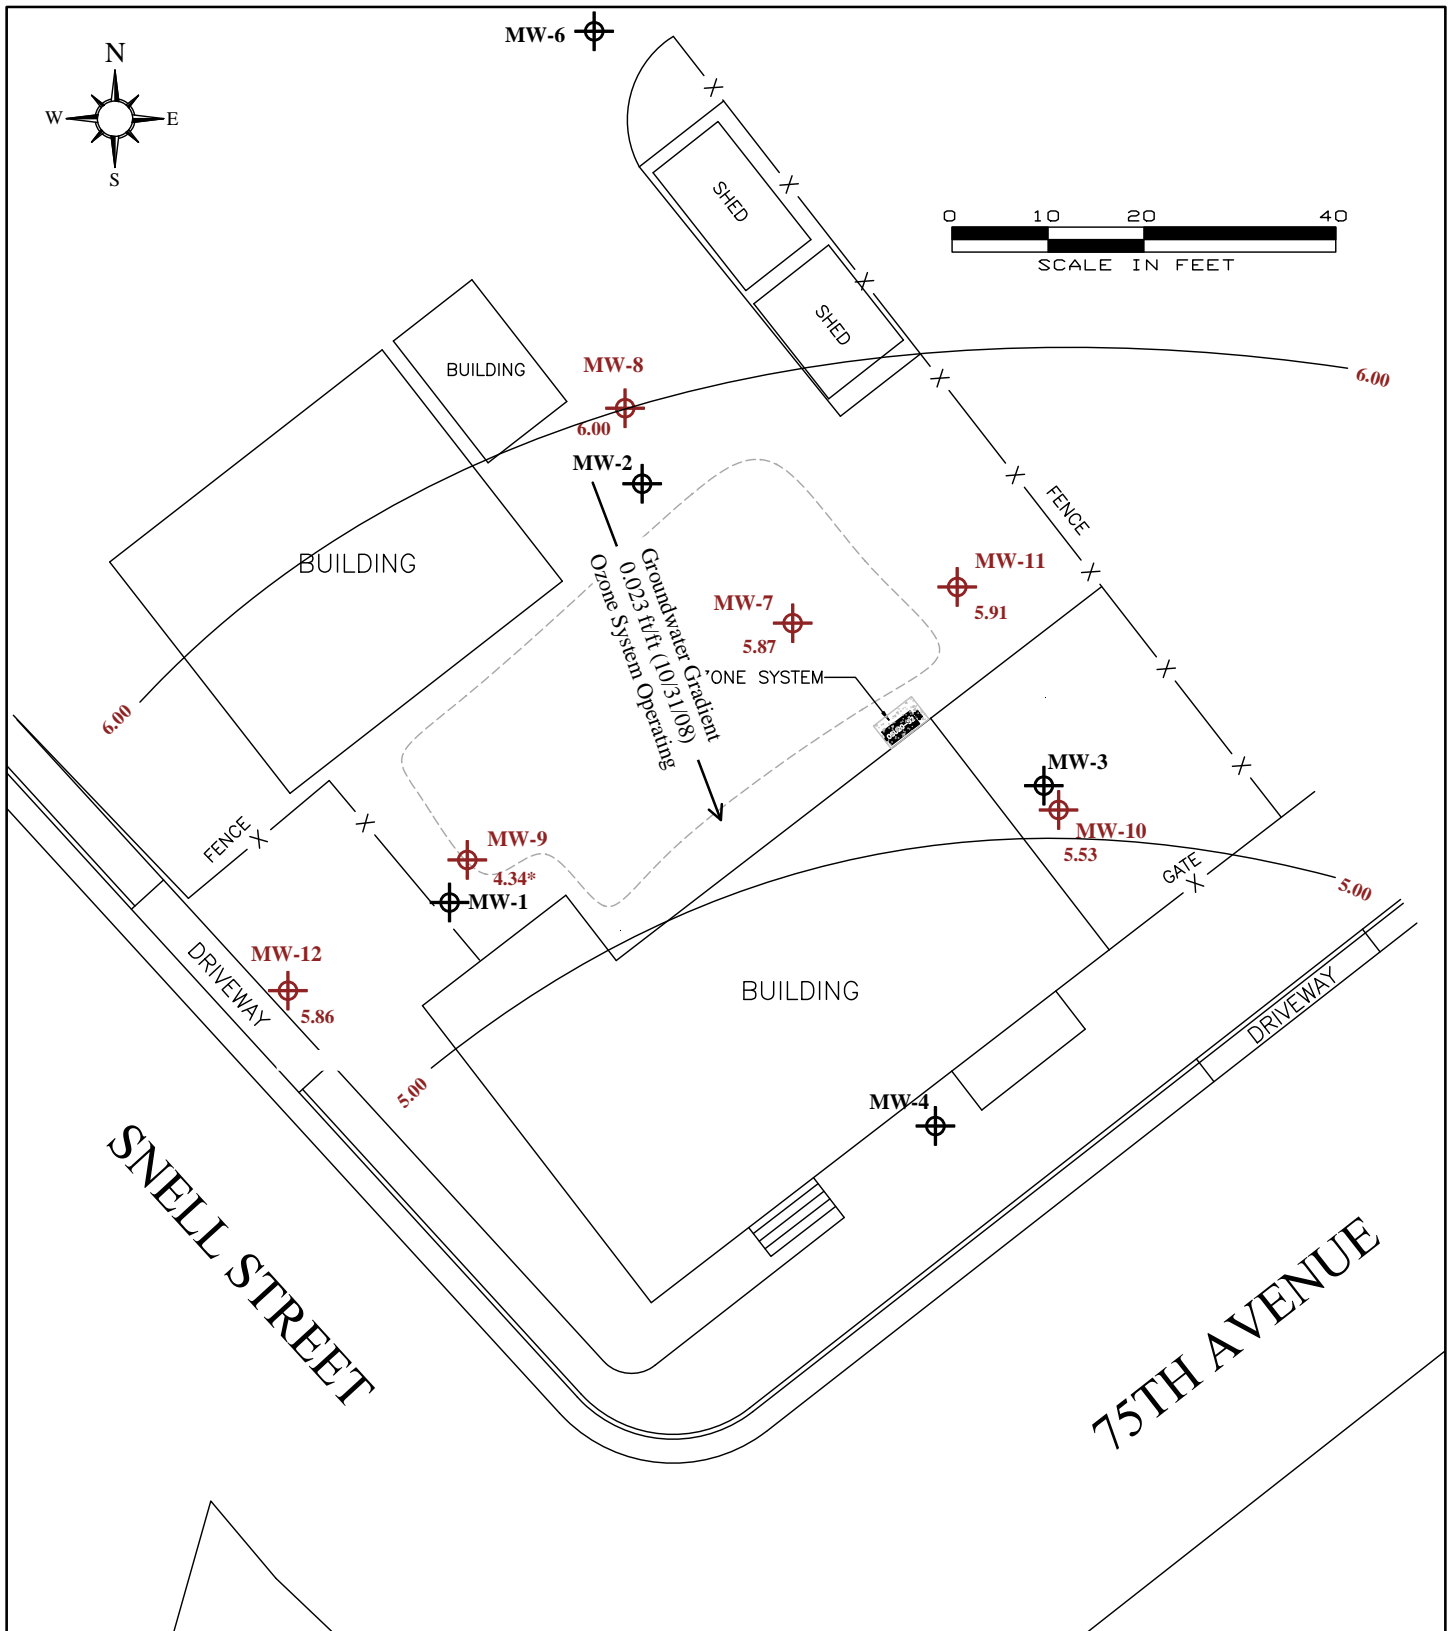 MW-6
N
W E
S
0 10 20 40
SCALE IN FEET
SHED
SHED
BUILDING
MW-8
6.00
6.00
MW-2
FENCE
BUILDING
MW-11
5.91
MW-7
5.87
Groundwater Gradient
0.023 ft/ft (10/31/08)
Ozone System Operating
ZONE SYSTEM
6.00
MW-3
MW-10
5.53
FENCE
MW-9
4.34*
MW-1
GATE
5.00
MW-12
5.86
DRIVEWAY
BUILDING
DRIVEWAY
5.00
MW-4
SNELL STREET
75TH AVENUE